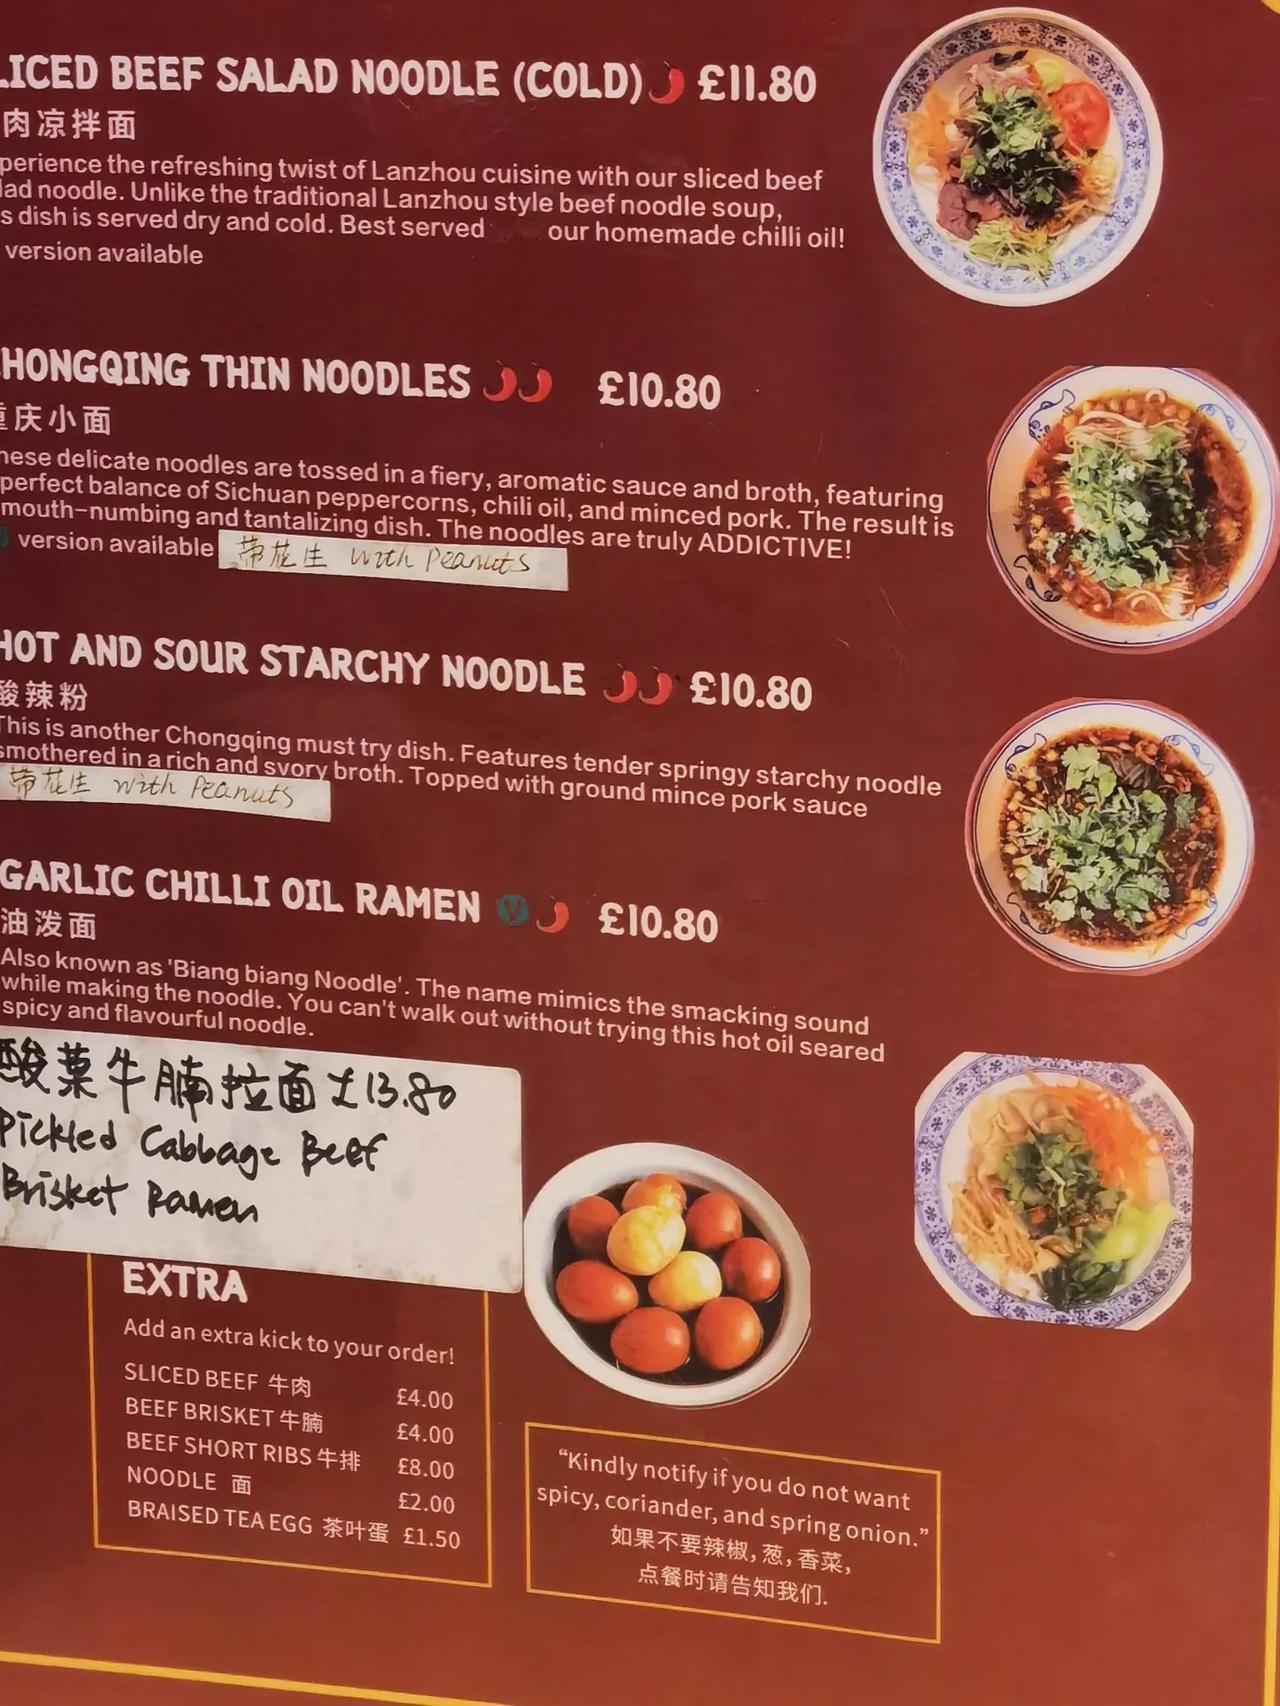 LICED BEEF SALAD NOODLE (COLD) £11.80
肉凉拌面
perience the refreshing twist of Lanzhou cuisine with our sliced beef
lad noodle. Unlike the traditional Lanzhou style beef noodle soup,
s dish is served dry and cold. Best served our homemade chilli oil!
version available
HONGQING THIN NOODLES £10.80
重庆小面
hese delicate noodles are tossed in a fiery, aromatic sauce and broth, featuring
perfect balance of Sichuan peppercorns, chili oil, and minced pork. The result is
mouth-numbing and tantalizing dish. The noodles are truly ADDICTIVE!
version available 带花生 with Peanuts
HOT AND SOUR STARCHY NOODLE £10.80
酸辣粉
This is another Chongqing must try dish. Features tender springy starchy noodle
smothered in a rich and svory broth. Topped with ground mince pork sauce
带花生 with Peanuts
GARLIC CHILLI OIL RAMEN V £10.80
油泼面
Also known as 'Biang biang Noodle'. The name mimics the smacking sound
while making the noodle. You can't walk out without trying this hot oil seared
spicy and flavourful noodle.
酸菜牛腩拉面 £13.80
Pickled Cabbage Beef
Brisket Ramen
EXTRA
Add an extra kick to your order!
SLICED BEEF 牛肉 £4.00
BEEF BRISKET 牛腩 £4.00
BEEF SHORT RIBS 牛排 £8.00
NOODLE 面 £2.00
BRAISED TEA EGG 茶叶蛋 £1.50
“Kindly notify if you do not want
spicy, coriander, and spring onion.”
如果不要辣椒,葱,香菜,
点餐时请告知我们.